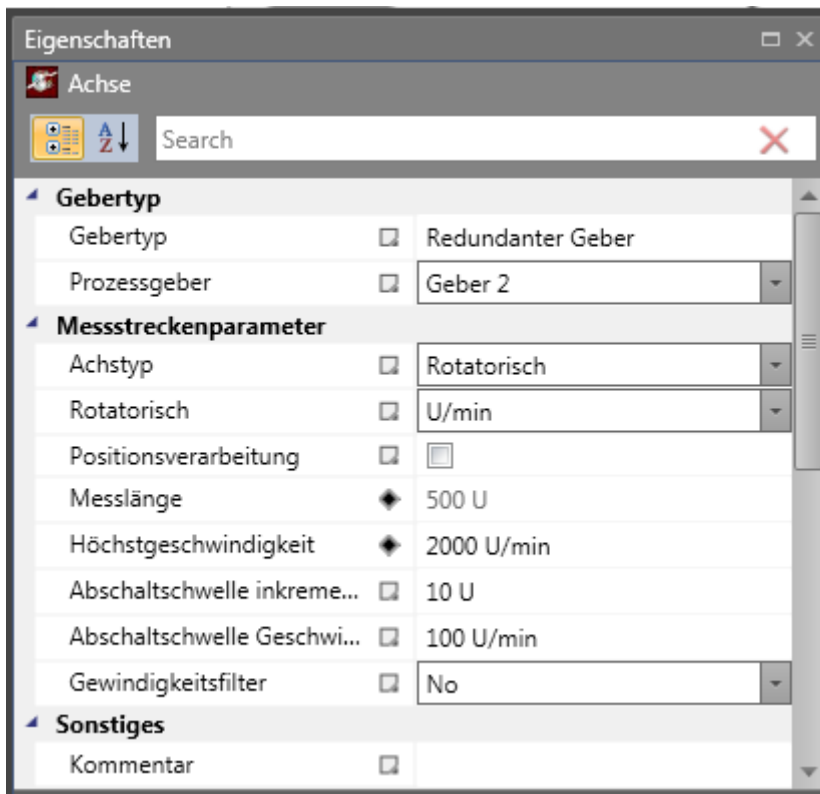 Eigenschaften
Achse
Search
Gebertyp
Gebertyp Redundanter Geber
Prozessgeber Geber 2
Messstreckenparameter
Achstyp Rotatorisch
Rotatorisch U/min
Positionsverarbeitung
Messlänge 500 U
Höchstgeschwindigkeit 2000 U/min
Abschaltschwelle inkreme... 10 U
Abschaltschwelle Geschwi... 100 U/min
Gewindigkeitsfilter No
Sonstiges
Kommentar